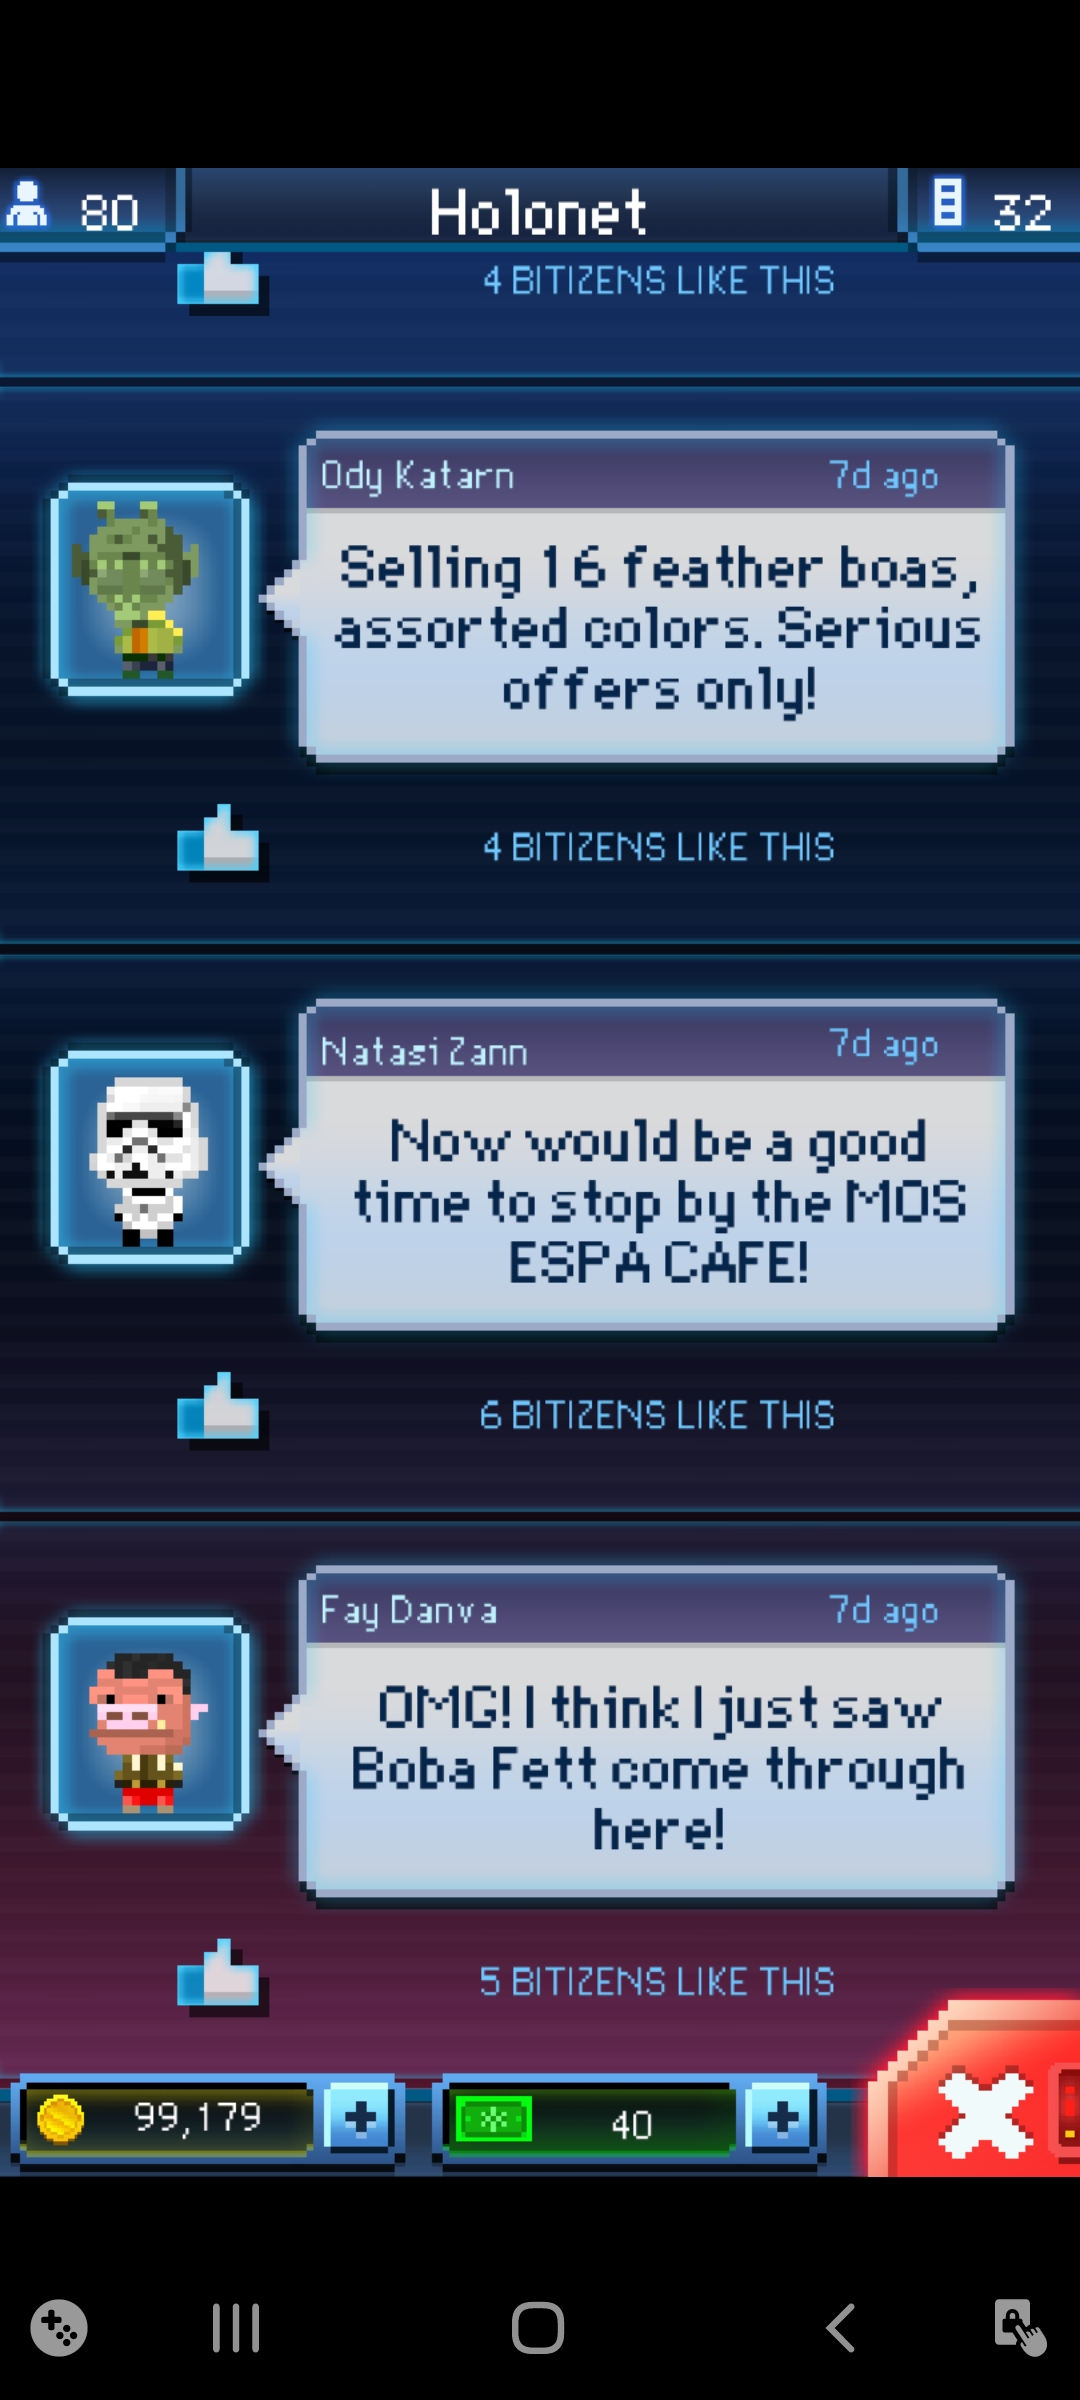 80
Holonet
32
4 BITIZENS LIKE THIS
Ody Katarn
7d ago
Selling 16 feather boas,
assorted colors. Serious
offers only!
4 BITIZENS LIKE THIS
Natasi Zann
7d ago
Now would be a good
time to stop by the MOS
ESPA CAFE!
6 BITIZENS LIKE THIS
Fay Danva
7d ago
OMG! I think I just saw
Boba Fett come through
here!
5 BITIZENS LIKE THIS
99,179
40